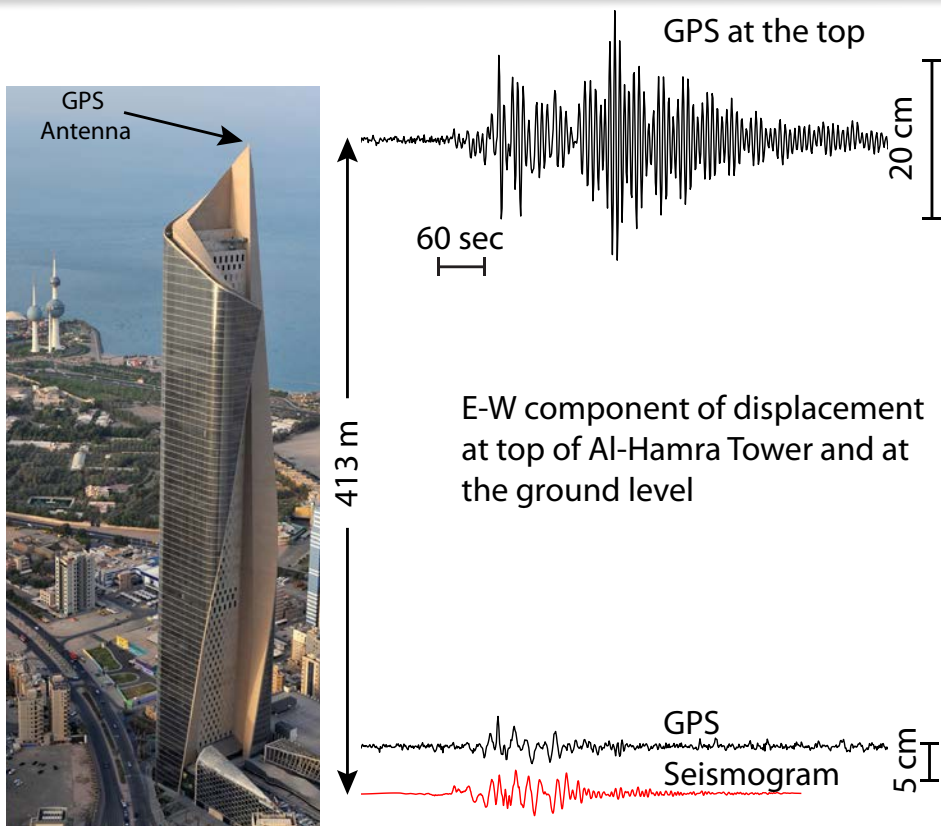 GPS at the top
GPS
Antenna
20 cm
60 sec
413 m
E-W component of displacement
at top of Al-Hamra Tower and at
the ground level
GPS
Seismogram
5 cm